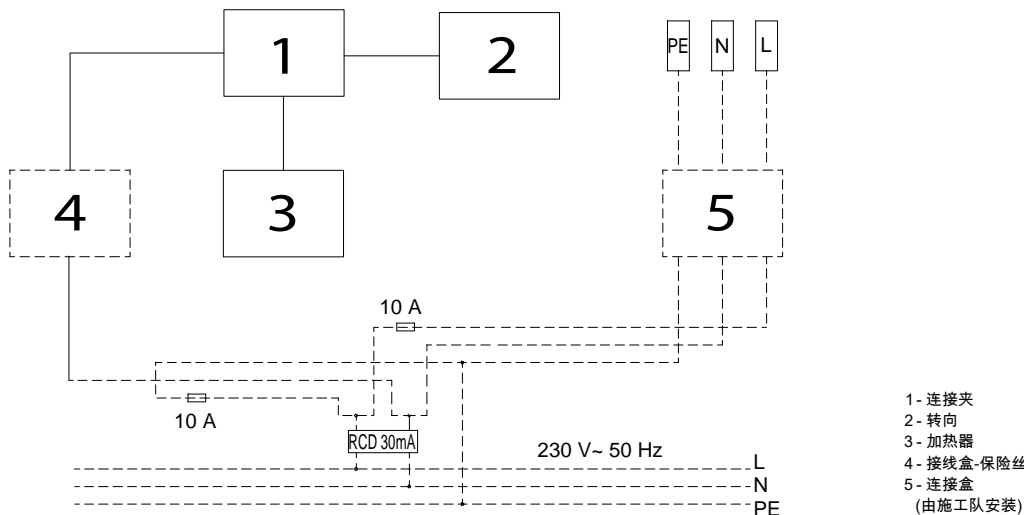 1
2
PE
N
L
4
3
5
10 A
10 A
RCD 30mA
230 V~ 50 Hz
L
N
PE
1 - 连接夹
2 - 转向
3 - 加热器
4 - 接线盒-保险丝
5 - 连接盒
(由施工队安装)